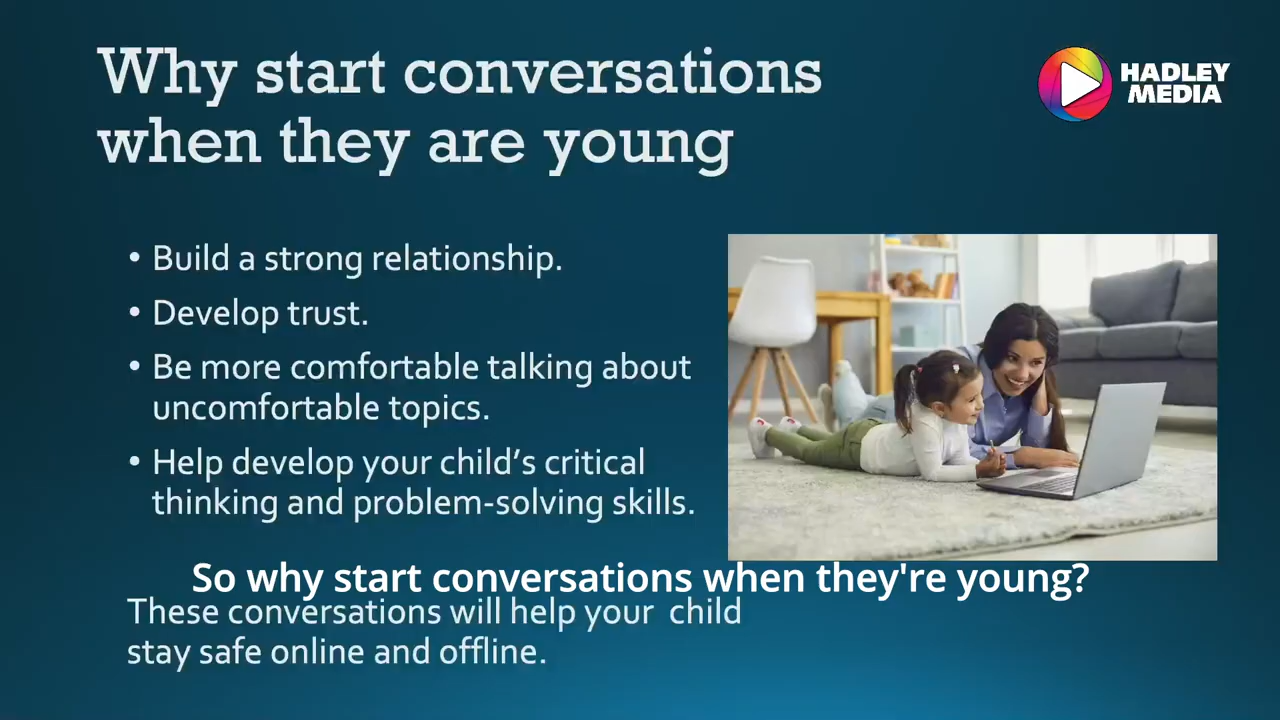 Why start conversations
when they are young
HADLEY
MEDIA
• Build a strong relationship.
• Develop trust.
• Be more comfortable talking about
uncomfortable topics.
• Help develop your child’s critical
thinking and problem-solving skills.
So why start conversations when they're young?
These conversations will help your  child
stay safe online and offline.